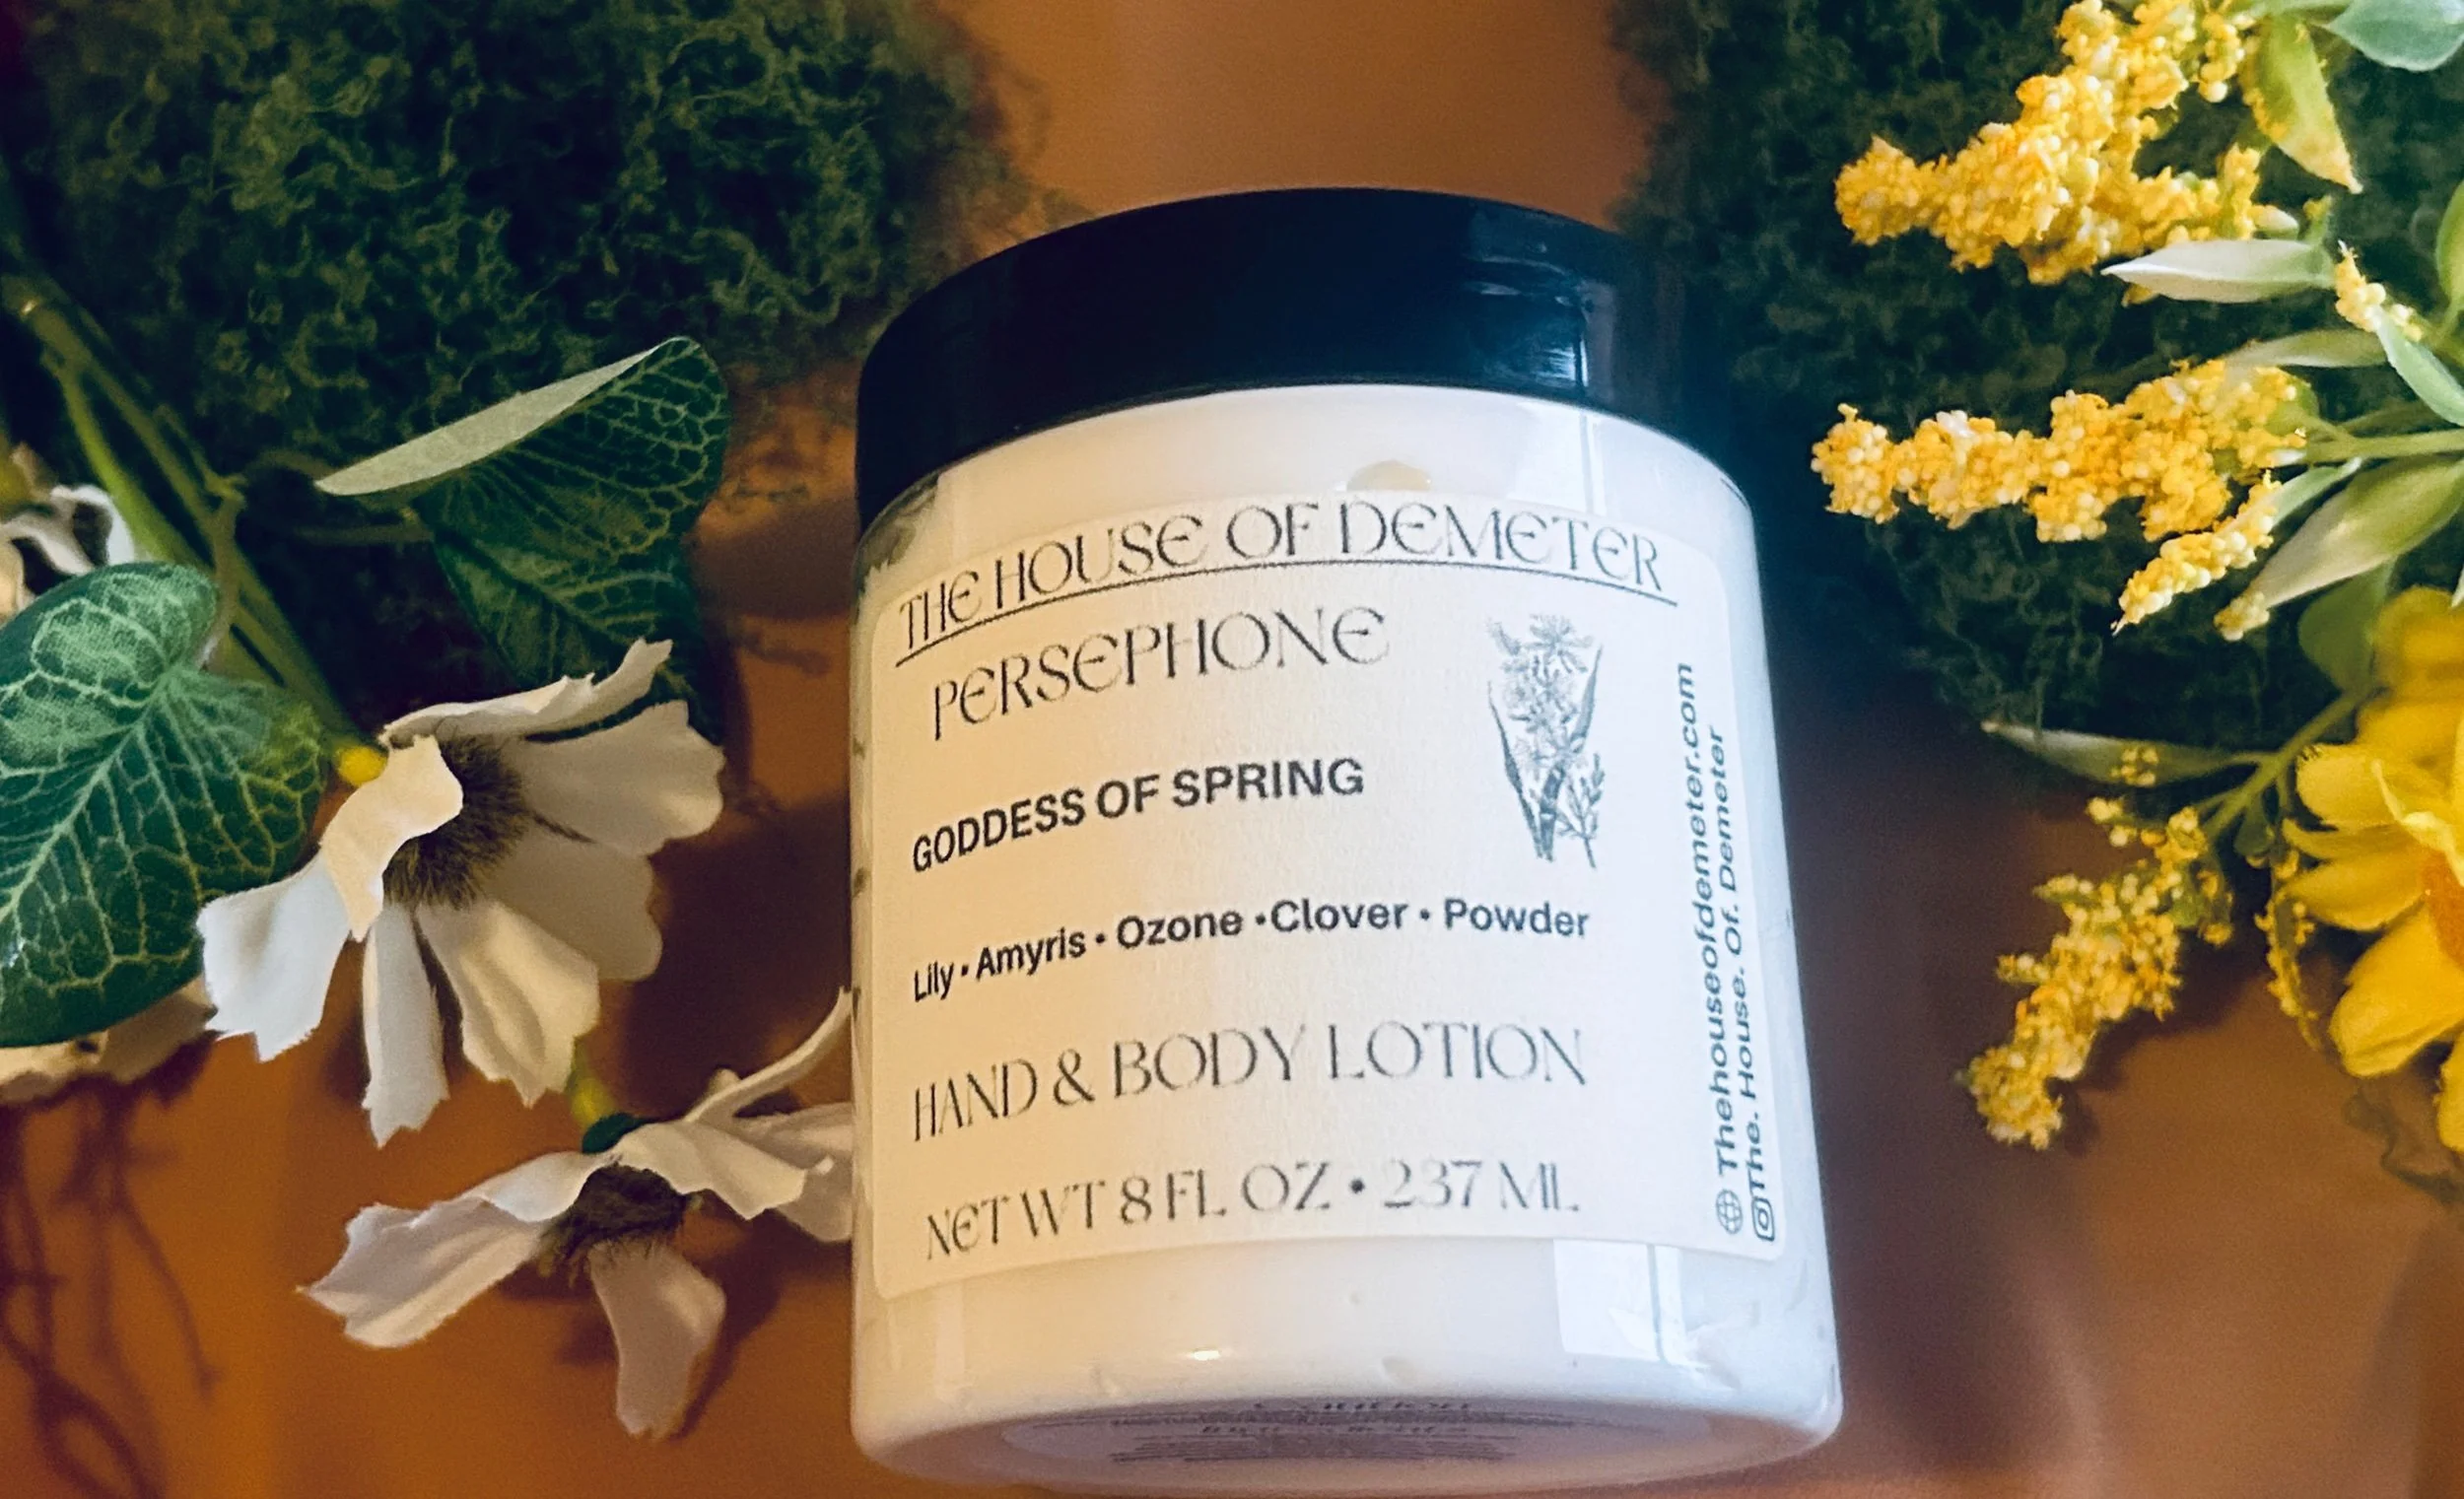 THE HOUSE OF DEMETER
PERSEPHONE
GODDESS OF SPRING
Lily • Amyris • Ozone • Clover • Powder
HAND & BODY LOTION
NET WT 8 FL OZ • 237 ML
Thehouseofdemeter.com
The. House. Of. Demeter